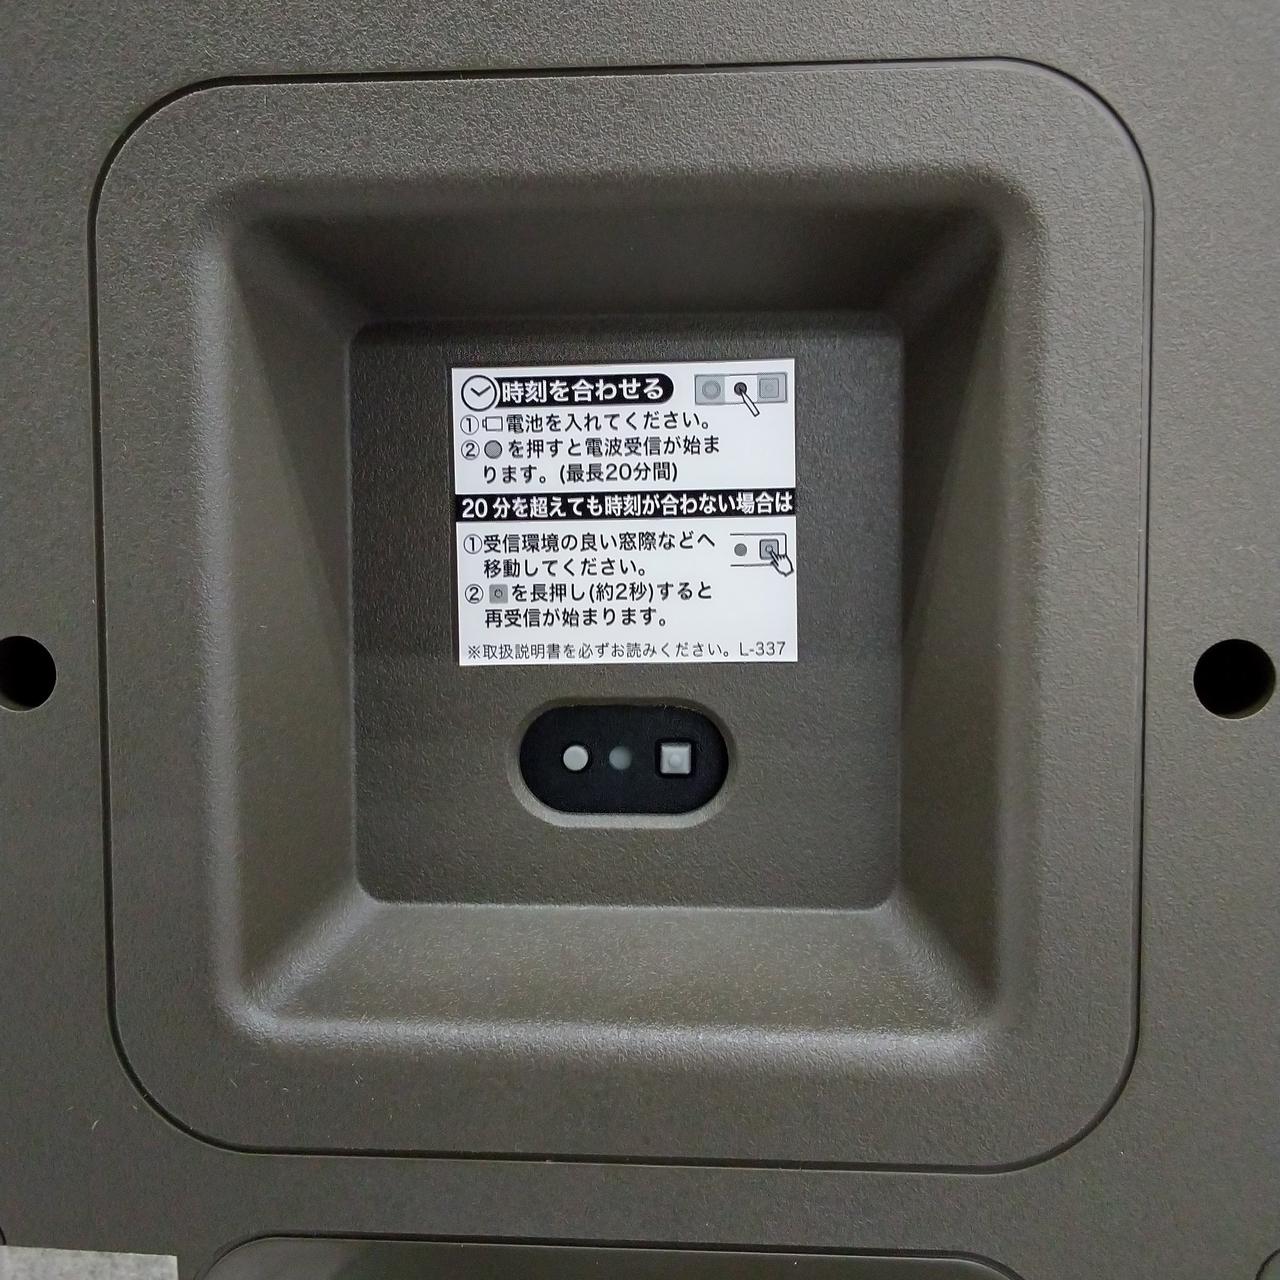 時刻を合わせる
①電池を入れてください。
②を押すと電波受信が始ま
ります。(最長20分間)
20分を超えても時刻が合わない場合は
①受信環境の良い窓際などへ
移動してください。
②を長押し(約2秒)すると
再受信が始まります。
※取扱説明書を必ずお読みください。L-337